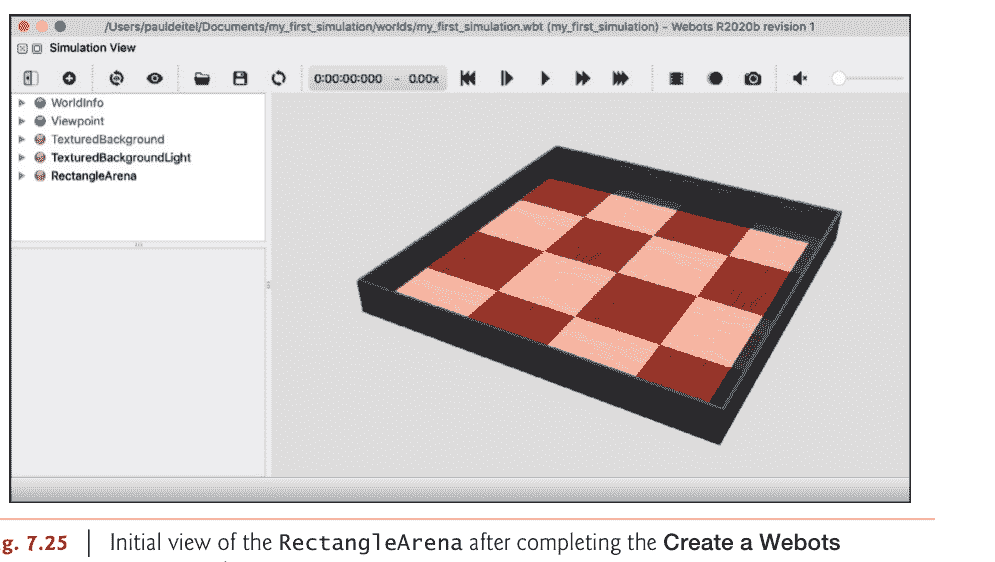 /Users/pauldeitel/Documents/my_first_simulation/worlds/my_first_simulation.wbt (my_first_simulation) – Webots R2020b revision 1
Simulation View
0:00:00:000 - 0.00x
WorldInfo
Viewpoint
TexturedBackground
TexturedBackgroundLight
RectangleArena
g. 7.25 | Initial view of the RectangleArena after completing the Create a Webots